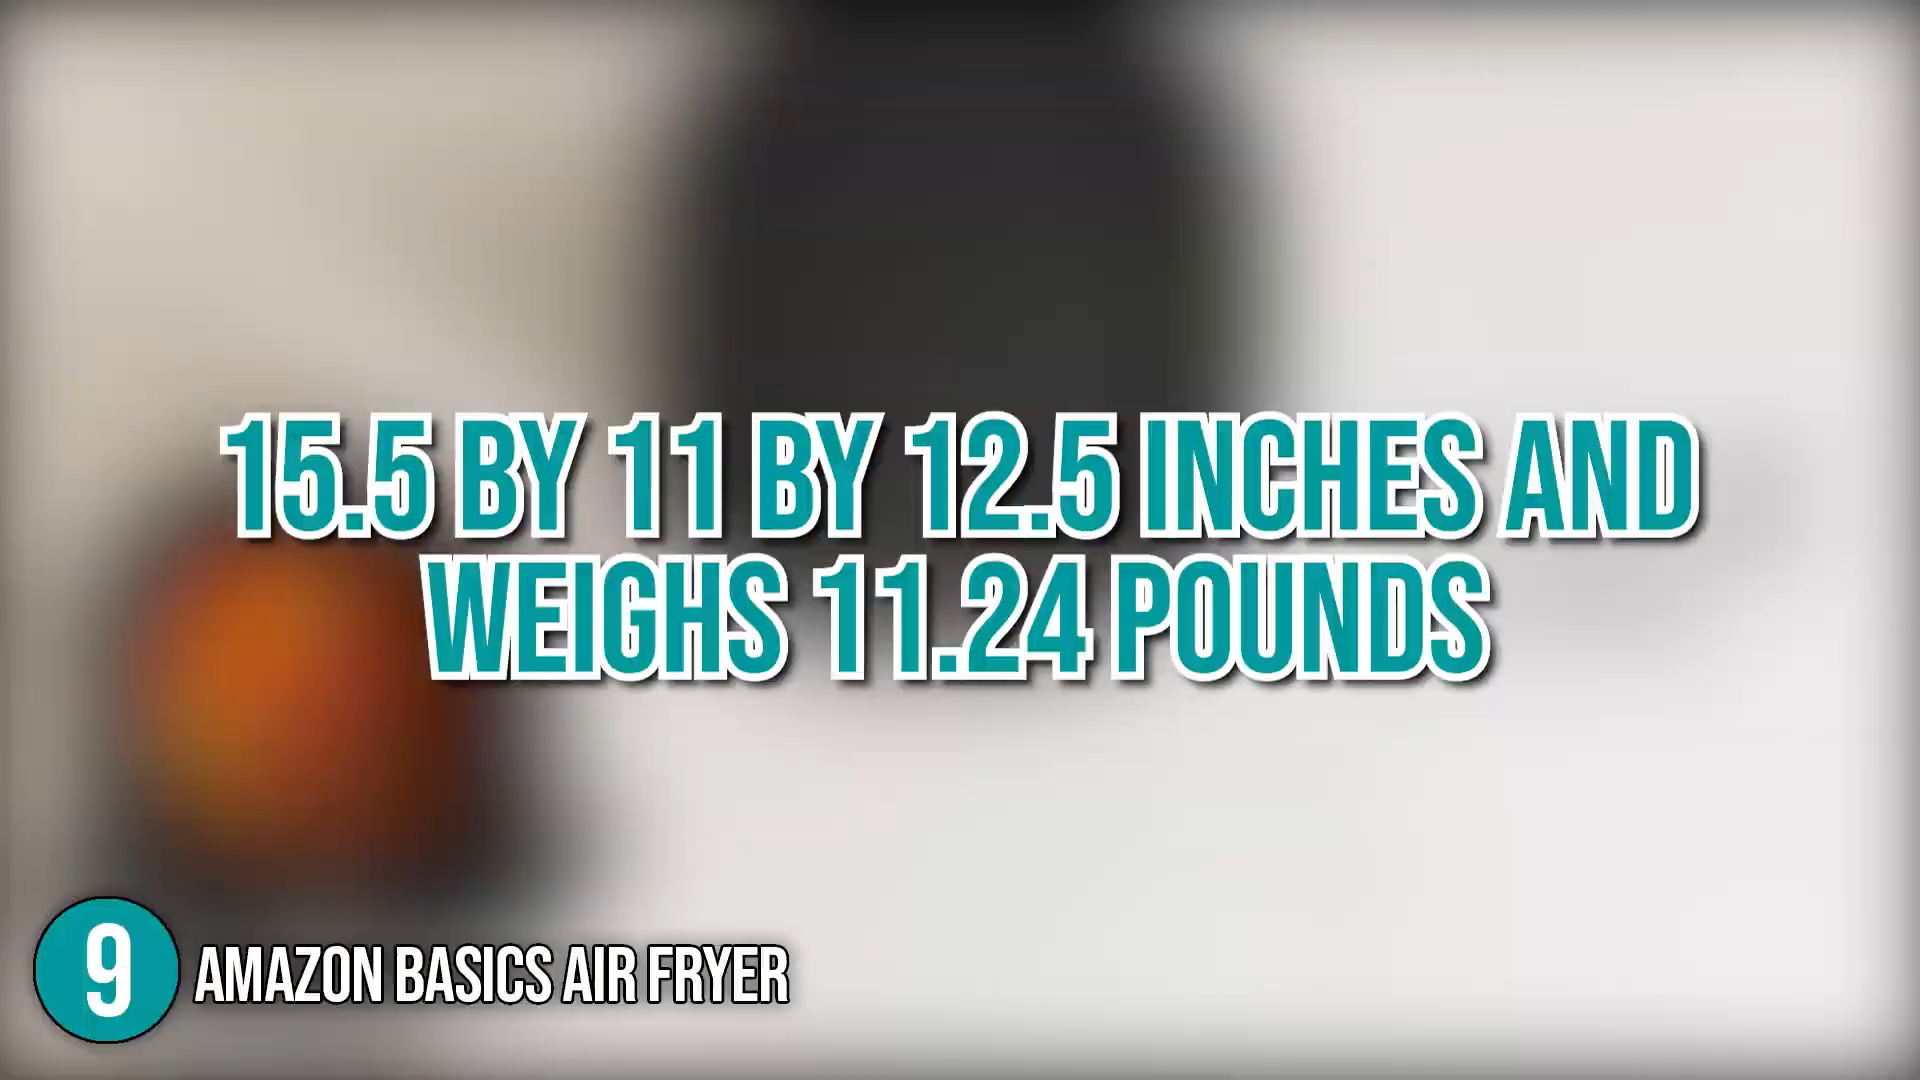 15.5 BY 11 BY 12.5 INCHES AND
WEIGHS 11.24 POUNDS
9 AMAZON BASICS AIR FRYER